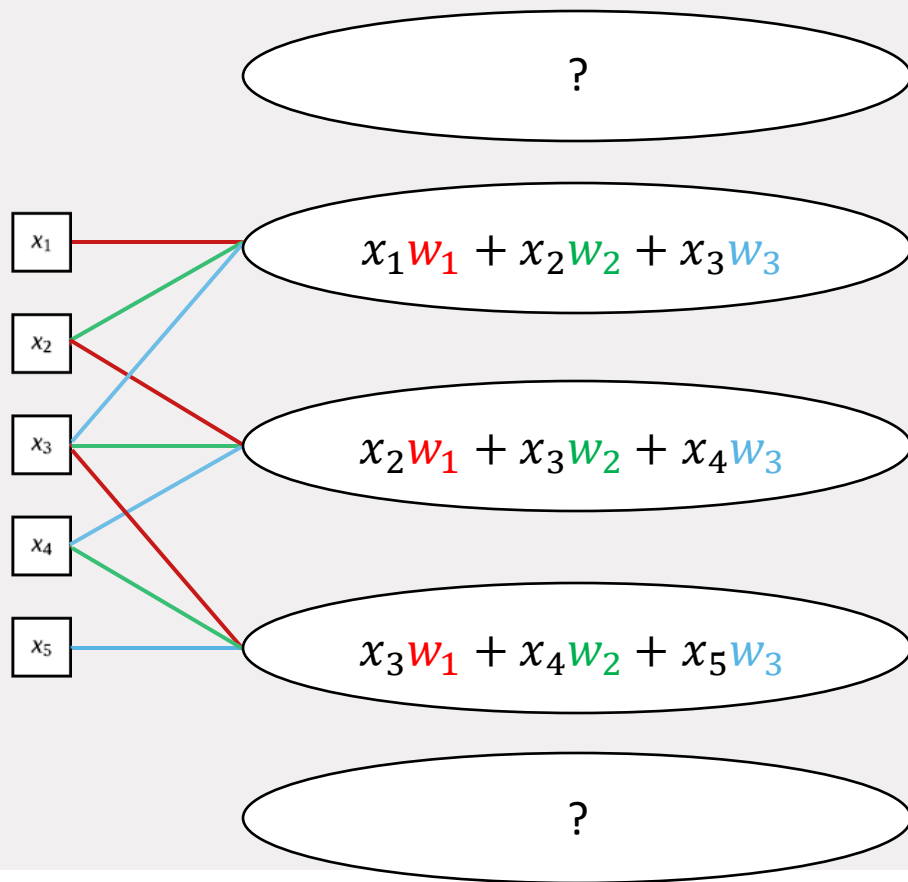 ?
x₁
x₁w₁ + x₂w₂ + x₃w₃
x₂
x₃
x₂w₁ + x₃w₂ + x₄w₃
x₄
x₅
x₃w₁ + x₄w₂ + x₅w₃
?